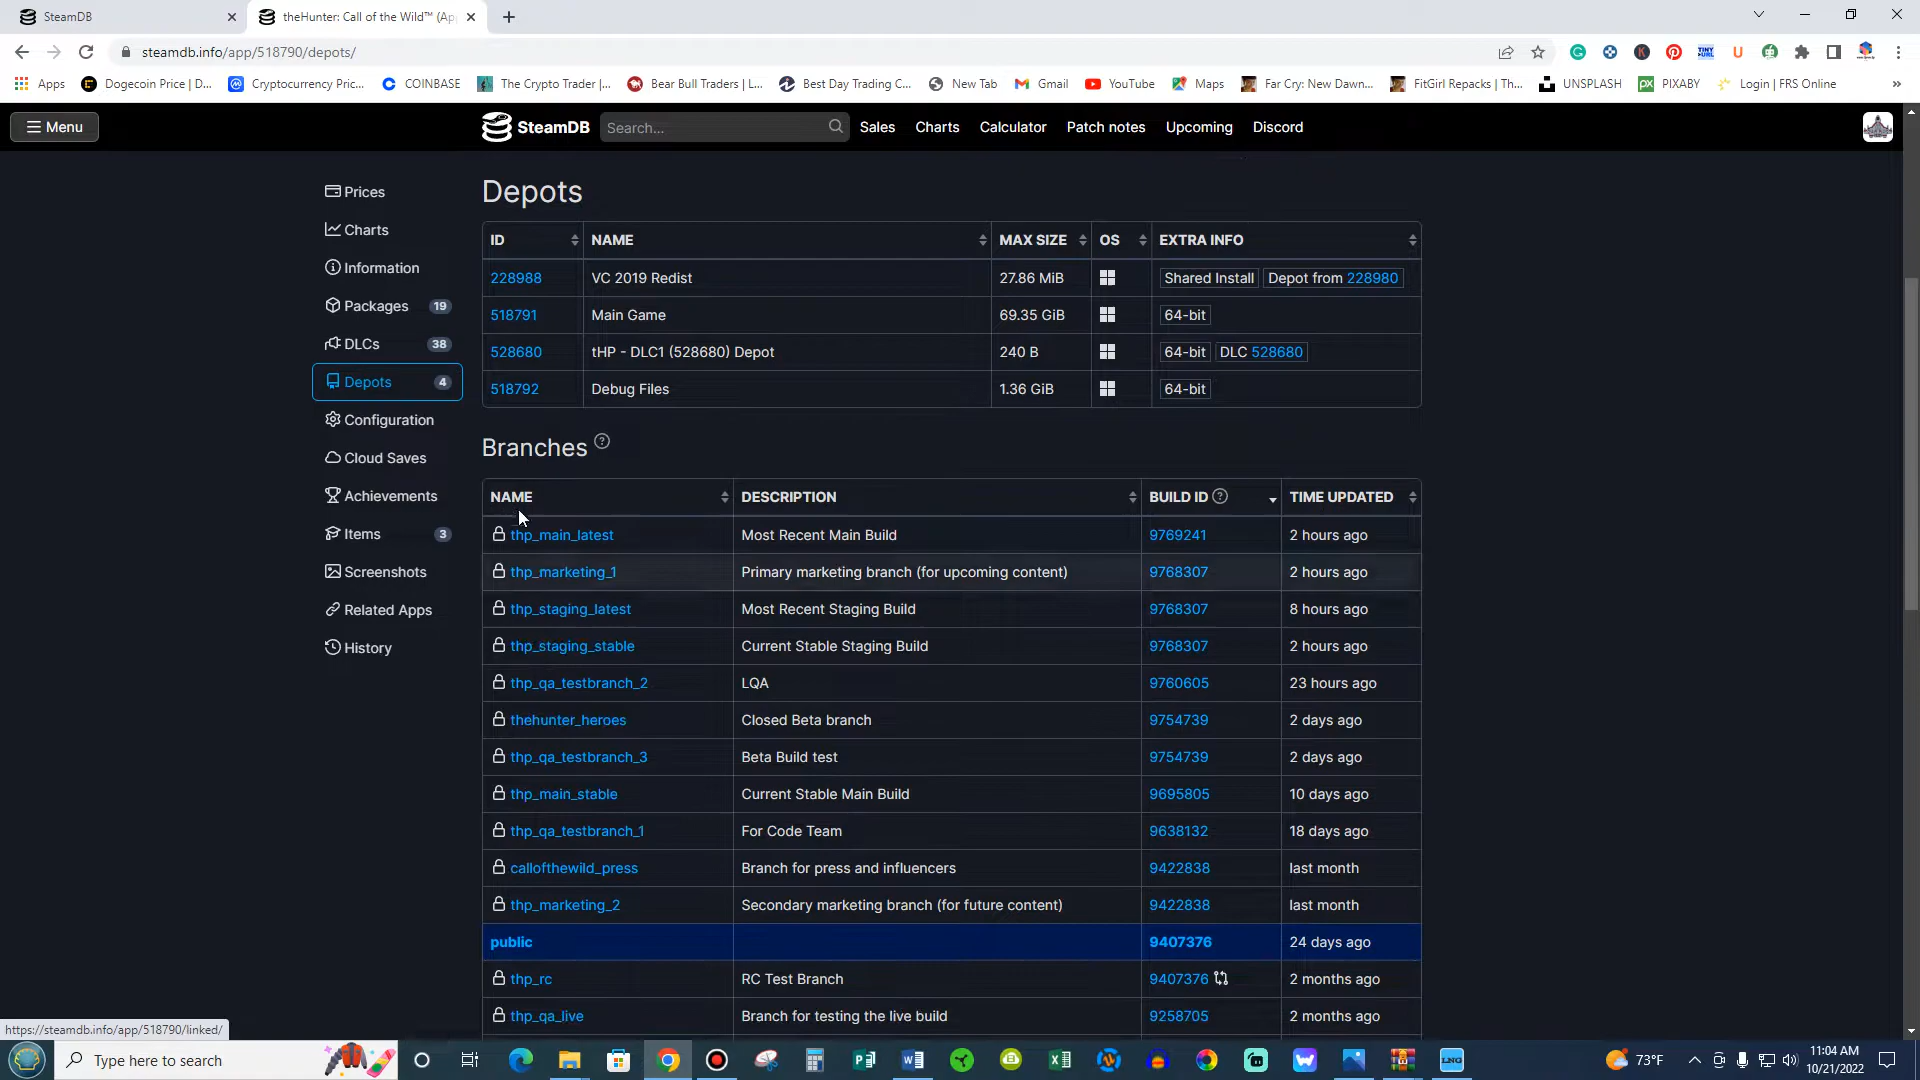 SteamDB
theHunter: Call of the Wild™ (Ap
steamdb.info/app/518790/depots/
Apps
Dogecoin Price | D...
Cryptocurrency Pric...
COINBASE
The Crypto Trader |...
Bear Bull Traders | L...
Best Day Trading C...
New Tab
Gmail
YouTube
Maps
Far Cry: New Dawn...
FitGirl Repacks | Th...
UNSPLASH
PIXABY
Login | FRS Online
Menu
SteamDB
Search...
Sales
Charts
Calculator
Patch notes
Upcoming
Discord
Prices
Charts
Information
Packages 19
DLCs 38
Depots 4
Configuration
Cloud Saves
Achievements
Items 3
Screenshots
Related Apps
History
Depots
ID NAME MAX SIZE OS EXTRA INFO
228988 VC 2019 Redist 27.86 MiB Shared Install Depot from 228980
518791 Main Game 69.35 GiB 64-bit
528680 tHP - DLC1 (528680) Depot 240 B 64-bit DLC 528680
518792 Debug Files 1.36 GiB 64-bit
Branches ?
NAME DESCRIPTION BUILD ID ? TIME UPDATED
thp_main_latest Most Recent Main Build 9769241 2 hours ago
thp_marketing_1 Primary marketing branch (for upcoming content) 9768307 2 hours ago
thp_staging_latest Most Recent Staging Build 9768307 8 hours ago
thp_staging_stable Current Stable Staging Build 9768307 2 hours ago
thp_qa_testbranch_2 LQA 9760605 23 hours ago
thehunter_heroes Closed Beta branch 9754739 2 days ago
thp_qa_testbranch_3 Beta Build test 9754739 2 days ago
thp_main_stable Current Stable Main Build 9695805 10 days ago
thp_qa_testbranch_1 For Code Team 9638132 18 days ago
callofthewild_press Branch for press and influencers 9422838 last month
thp_marketing_2 Secondary marketing branch (for future content) 9422838 last month
public 9407376 24 days ago
thp_rc RC Test Branch 9407376 2 months ago
thp_qa_live Branch for testing the live build 9258705 2 months ago
https://steamdb.info/app/518790/linked/
Type here to search
73°F
11:04 AM
10/21/2022